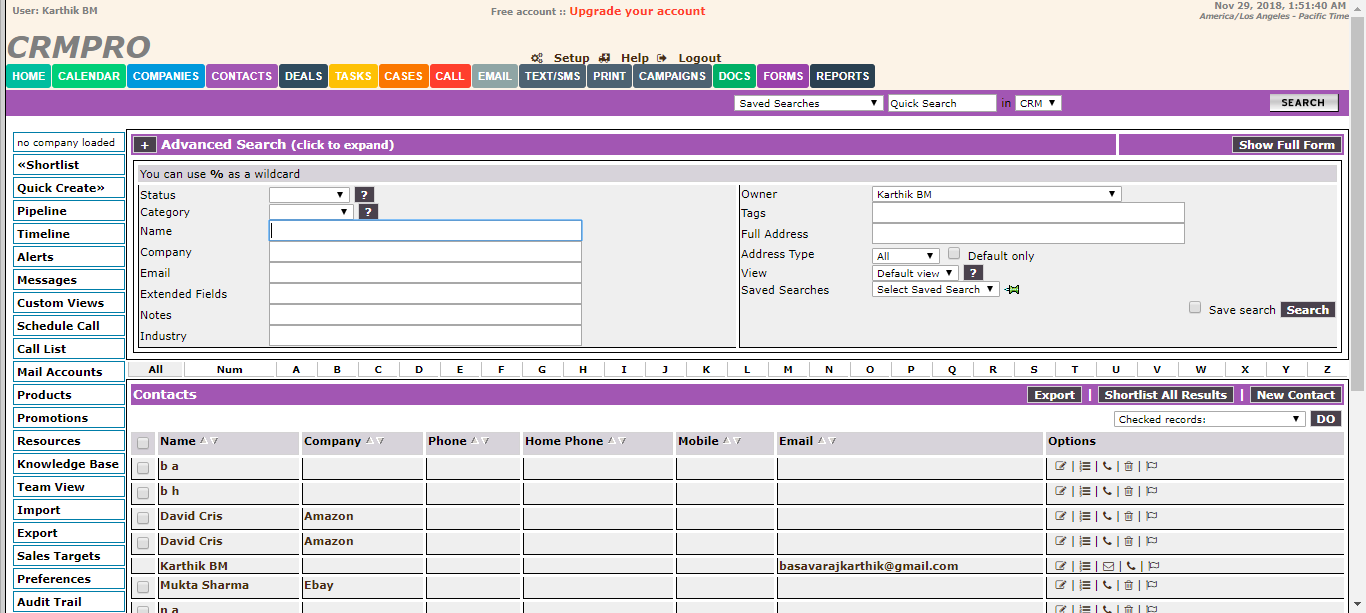 User: Karthik BM
Free account :: Upgrade your account
Nov 29, 2018, 1:51:40 AM
America/Los Angeles - Pacific Time
CRMPRO
Setup Help Logout
HOME CALENDAR COMPANIES CONTACTS DEALS TASKS CASES CALL EMAIL TEXT/SMS PRINT CAMPAIGNS DOCS FORMS REPORTS
Saved Searches Quick Search in CRM SEARCH
no company loaded
«Shortlist
Quick Create»
Pipeline
Timeline
Alerts
Messages
Custom Views
Schedule Call
Call List
Mail Accounts
Products
Promotions
Resources
Knowledge Base
Team View
Import
Export
Sales Targets
Preferences
Audit Trail
+ Advanced Search (click to expand) Show Full Form
You can use % as a wildcard
Status ?
Category ?
Name
Company
Email
Extended Fields
Notes
Industry
Owner Karthik BM
Tags
Full Address
Address Type All Default only
View Default view ?
Saved Searches Select Saved Search
Save search Search
All Num A B C D E F G H I J K L M N O P Q R S T U V W X Y Z
Contacts Export | Shortlist All Results | New Contact
Checked records: DO
Name Company Phone Home Phone Mobile Email Options
b a
b h
David Cris Amazon
David Cris Amazon
Karthik BM basavarajkarthik@gmail.com
Mukta Sharma Ebay
n a